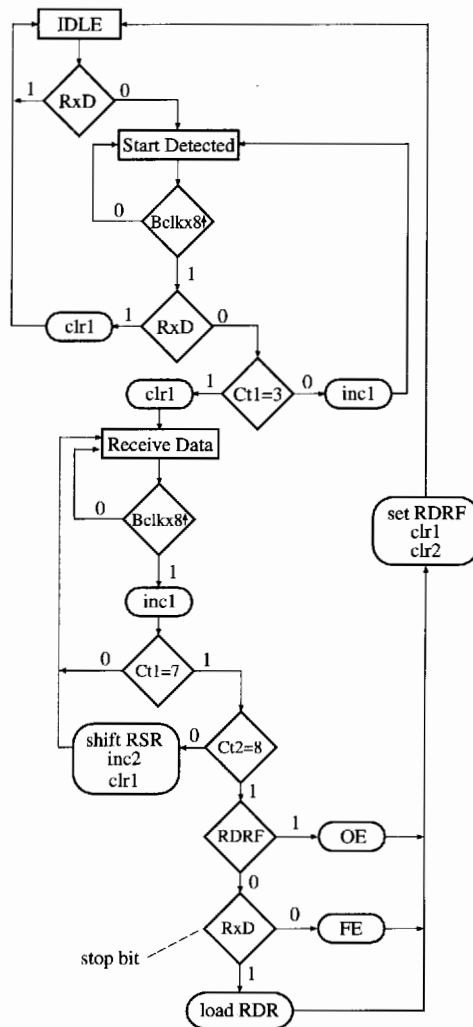 IDLE
1
RxD
0
Start Detected
0
Bclkx8↑
1
clr1
1
RxD
0
clr1
1
Ct1=3
0
inc1
Receive Data
0
Bclkx8↑
set RDRF
clr1
clr2
1
inc1
0
Ct1=7
1
shift RSR
inc2
clr1
0
Ct2=8
1
RDRF
1
OE
0
RxD
0
FE
stop bit
1
load RDR